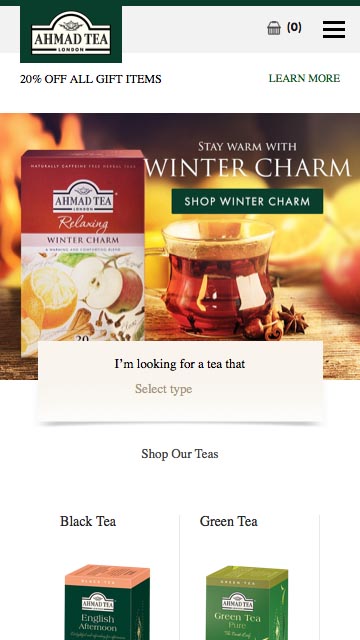 AHMAD TEA
LONDON
(0)
20% OFF ALL GIFT ITEMS
LEARN MORE
STAY WARM WITH
WINTER CHARM
SHOP WINTER CHARM
NATURALLY CAFFEINE FREE HERBAL TEAS
AHMAD TEA
LONDON
Relaxing
WINTER CHARM
A WARMING AND COMFORTING BLEND
20
I'm looking for a tea that
Select type
Shop Our Teas
Black Tea
Green Tea
BLACK TEA
AHMAD TEA
LONDON
English
Afternoon
GREEN TEA
AHMAD TEA
LONDON
Green Tea
Pure